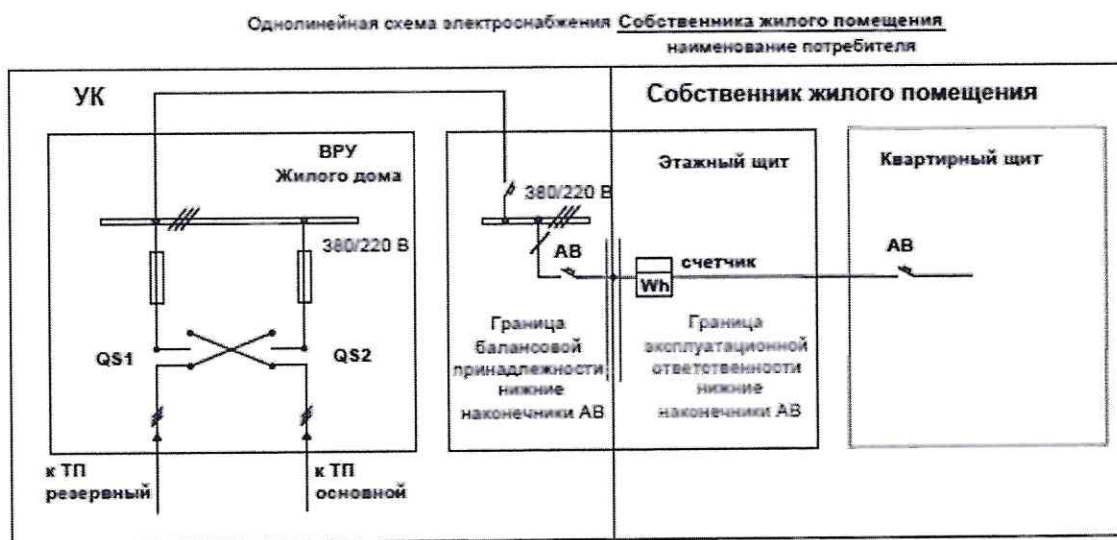 Однолинейная схема электроснабжения Собственника жилого помещения
наименование потребителя
УК
Собственник жилого помещения
ВРУ
Жилого дома
380/220 В
QS1
QS2
к ТП
резервный
к ТП
основной
Этажный щит
380/220 В
АВ
счетчик
Wh
Граница
балансовой
принадлежности
нижние
наконечники АВ
Граница
эксплуатационной
ответственности
нижние
наконечники АВ
Квартирный щит
АВ